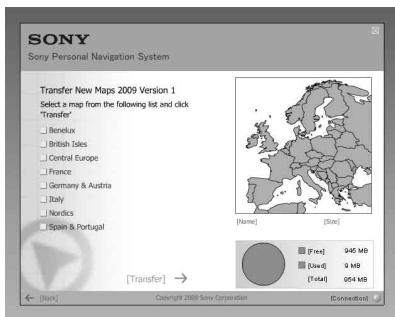 SONY
Sony Personal Navigation System
Transfer New Maps 2009 Version 1
Select a map from the following list and click
'Transfer'
Benelux
British Isles
Central Europe
France
Germany & Austria
Italy
Nordics
Spain & Portugal
[Name] [Size]
[Free] 945 MB
[Used] 9 MB
[Total] 954 MB
[Transfer]
[Back] Copyright 2009 Sony Corporation [Connection]